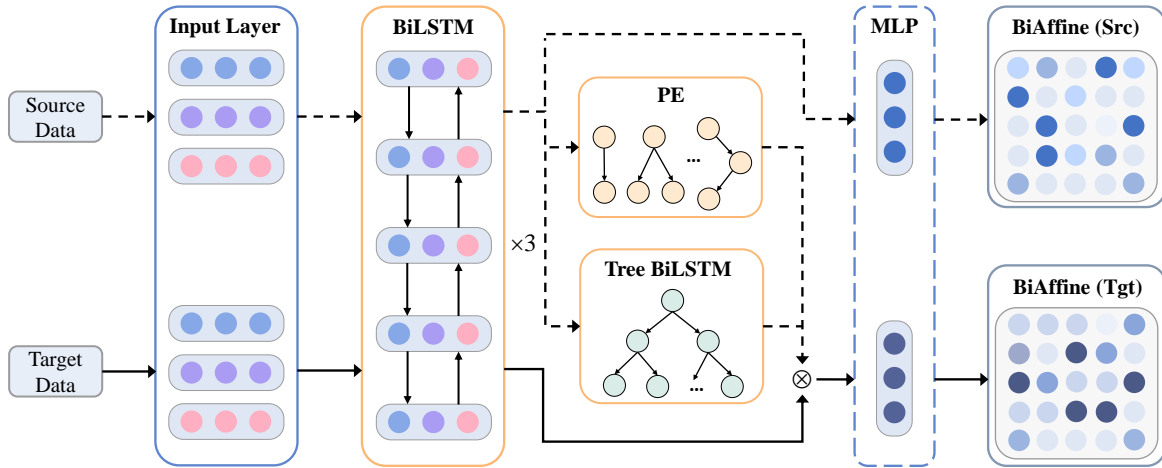 Input Layer
BiLSTM
MLP
BiAffine (Src)
Source
Data
PE
...
×3
Tree BiLSTM
...
BiAffine (Tgt)
Target
Data
⊗